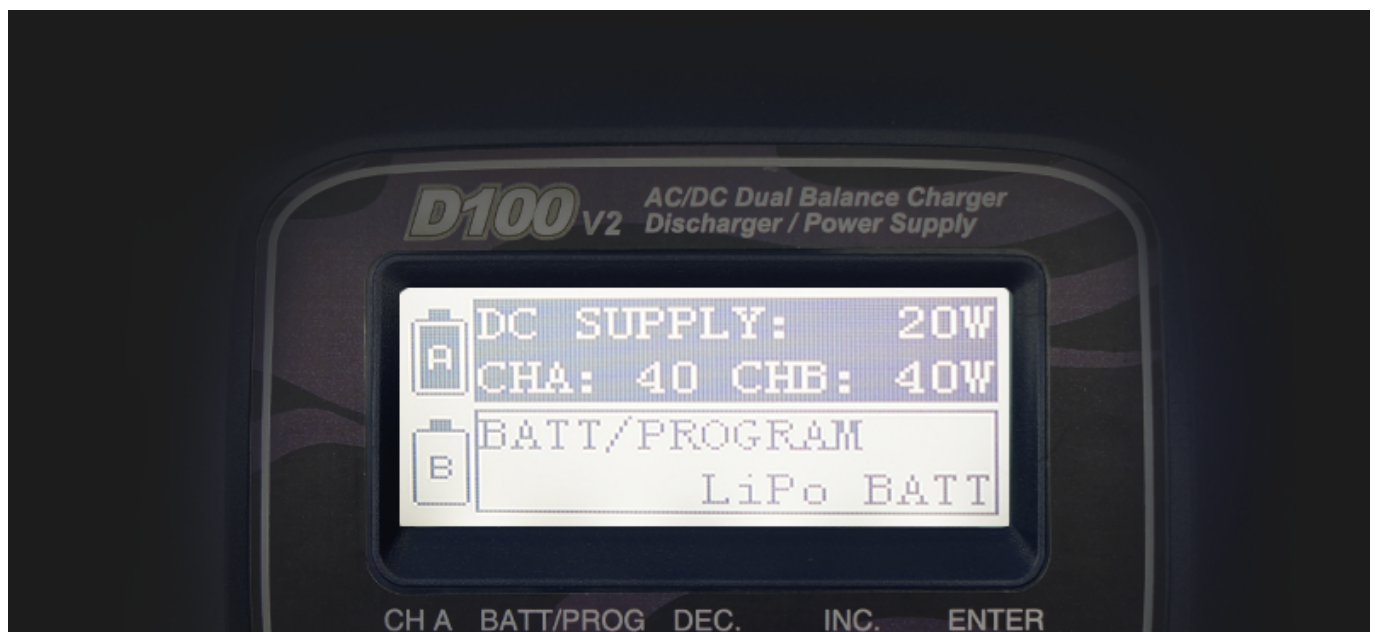 D100 V2 AC/DC Dual Balance Charger
Discharger / Power Supply
A
DC SUPPLY: 20W
CHA: 40 CHB: 40W
B
BATT/PROGRAM
LiPo BATT
CH A BATT/PROG DEC. INC. ENTER